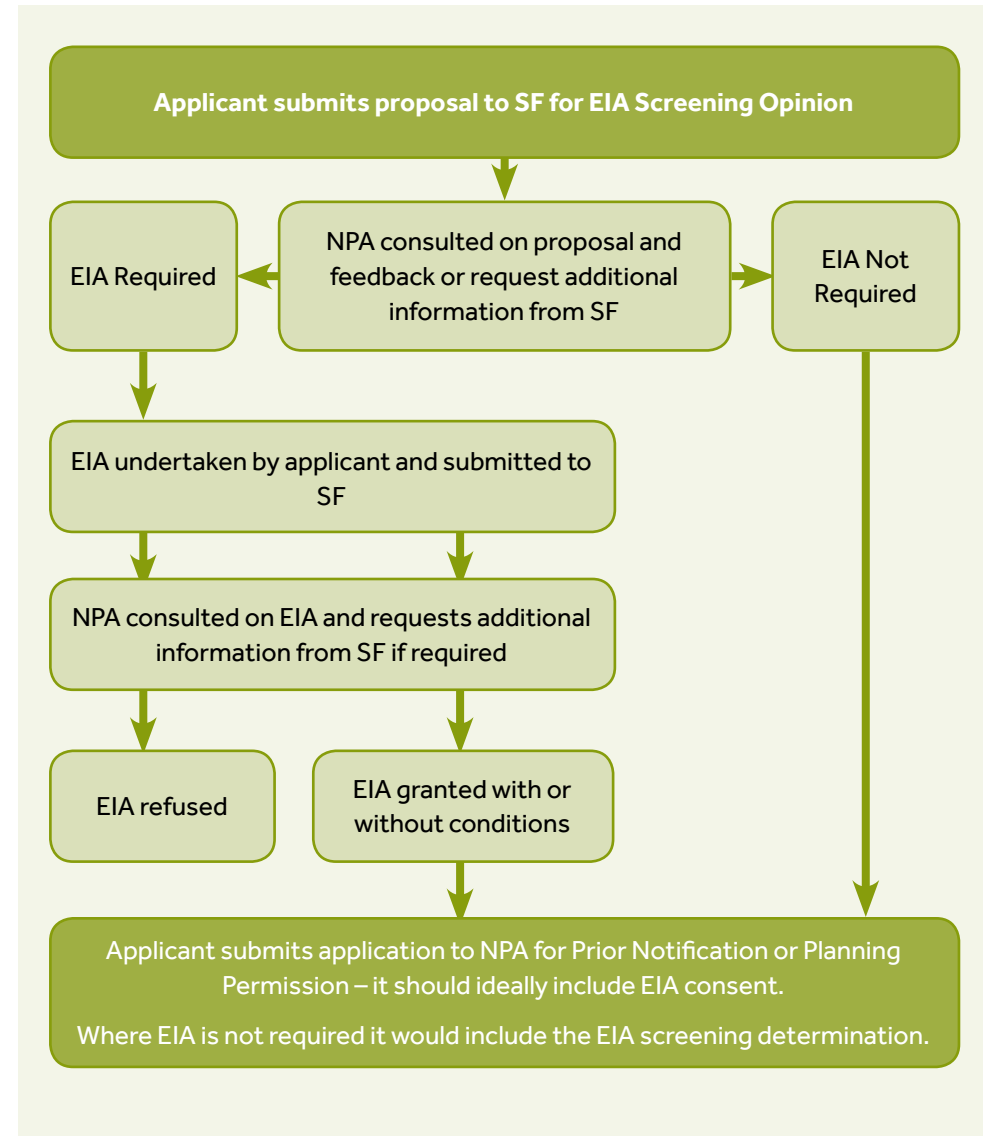 Applicant submits proposal to SF for EIA Screening Opinion
EIA Required
NPA consulted on proposal and
feedback or request additional
information from SF
EIA Not
Required
EIA undertaken by applicant and submitted to
SF
NPA consulted on EIA and requests additional
information from SF if required
EIA refused
EIA granted with or
without conditions
Applicant submits application to NPA for Prior Notification or Planning
Permission – it should ideally include EIA consent.
Where EIA is not required it would include the EIA screening determination.